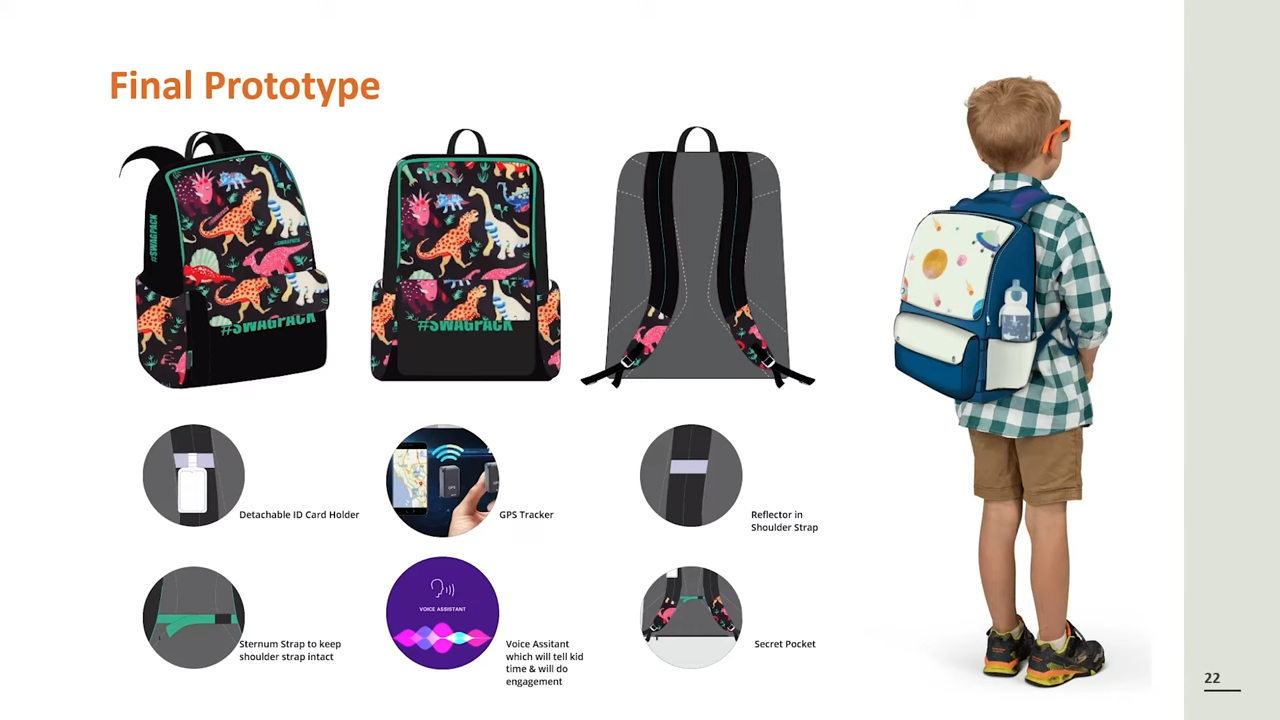 Final Prototype
#SWAGPACK
#SWAGPACK
#SWAGPACK
Detachable ID Card Holder
GPS Tracker
Reflector in
Shoulder Strap
Sternum Strap to keep
shoulder strap intact
VOICE ASSISTANT
Voice Assitant
which will tell kid
time & will do
engagement
Secret Pocket
22